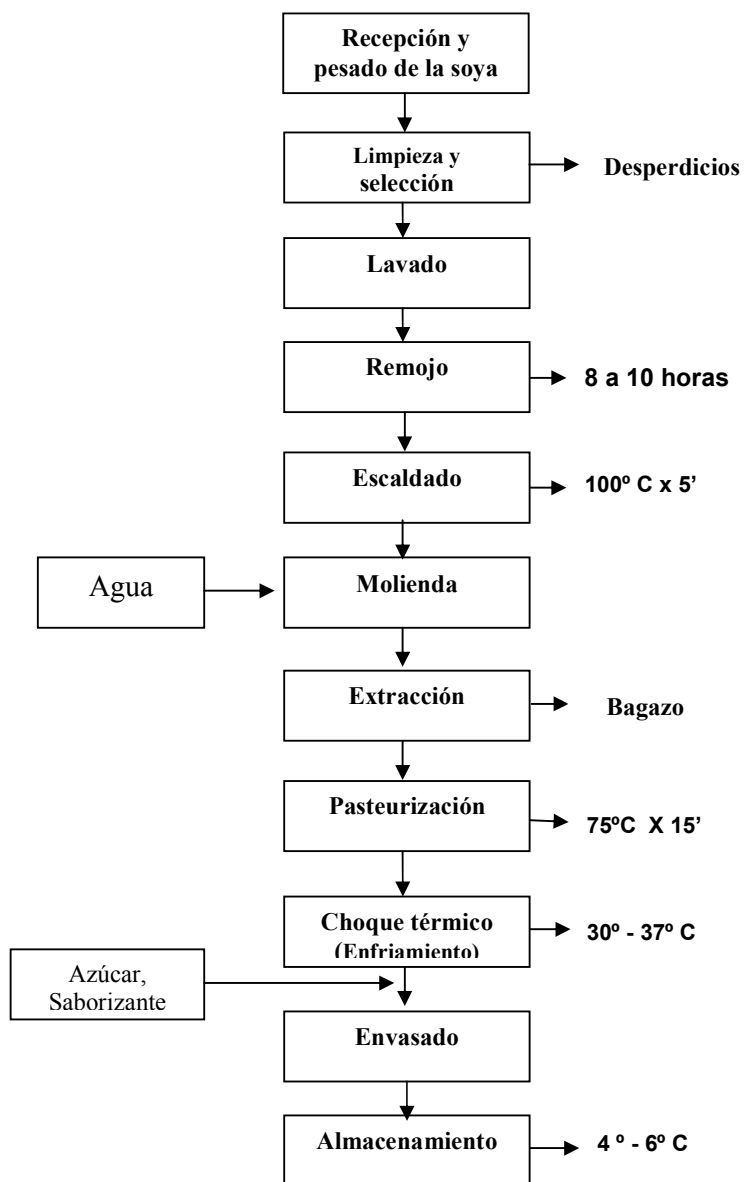 Recepción y
pesado de la soya
Limpieza y
selección
Desperdicios
Lavado
Remojo
8 a 10 horas
Escaldado
100º C x 5’
Agua
Molienda
Extracción
Bagazo
Pasteurización
75ºC X 15’
Choque térmico
(Enfriamiento)
30º - 37º C
Azúcar,
Saborizante
Envasado
Almacenamiento
4 º - 6º C